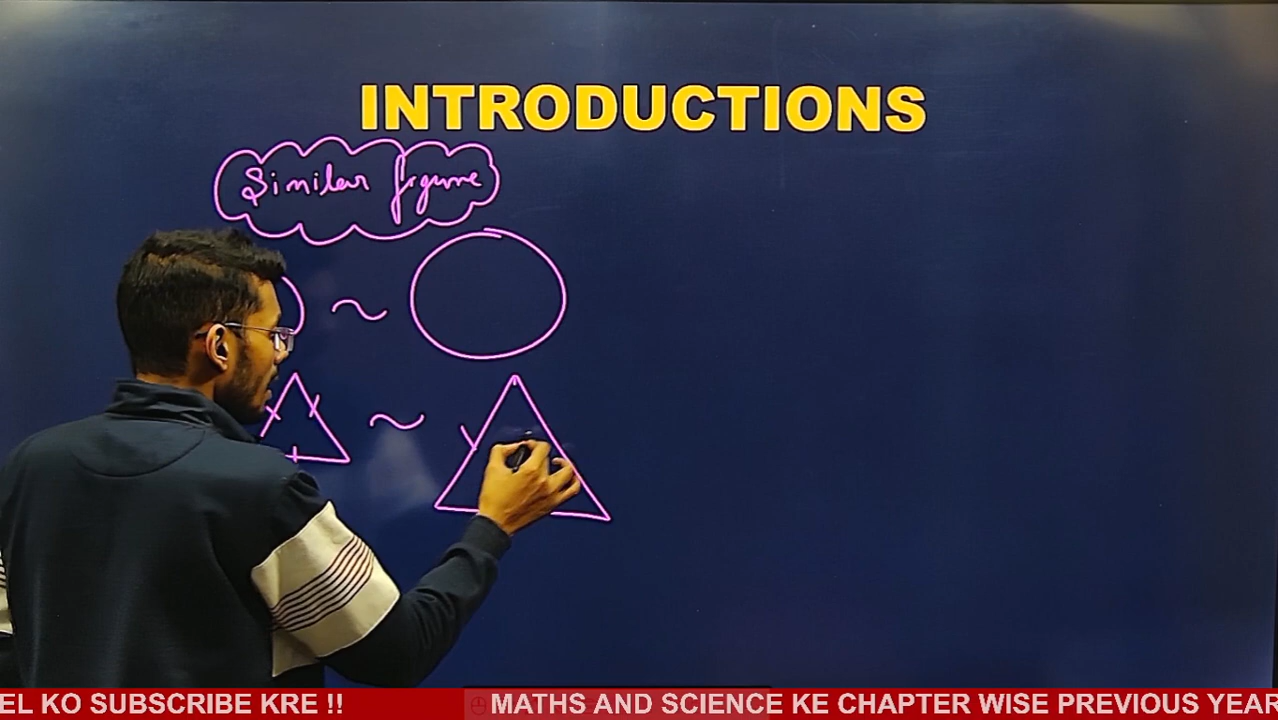 INTRODUCTIONS
Similar figure
~
~
EL KO SUBSCRIBE KRE !! MATHS AND SCIENCE KE CHAPTER WISE PREVIOUS YEAR